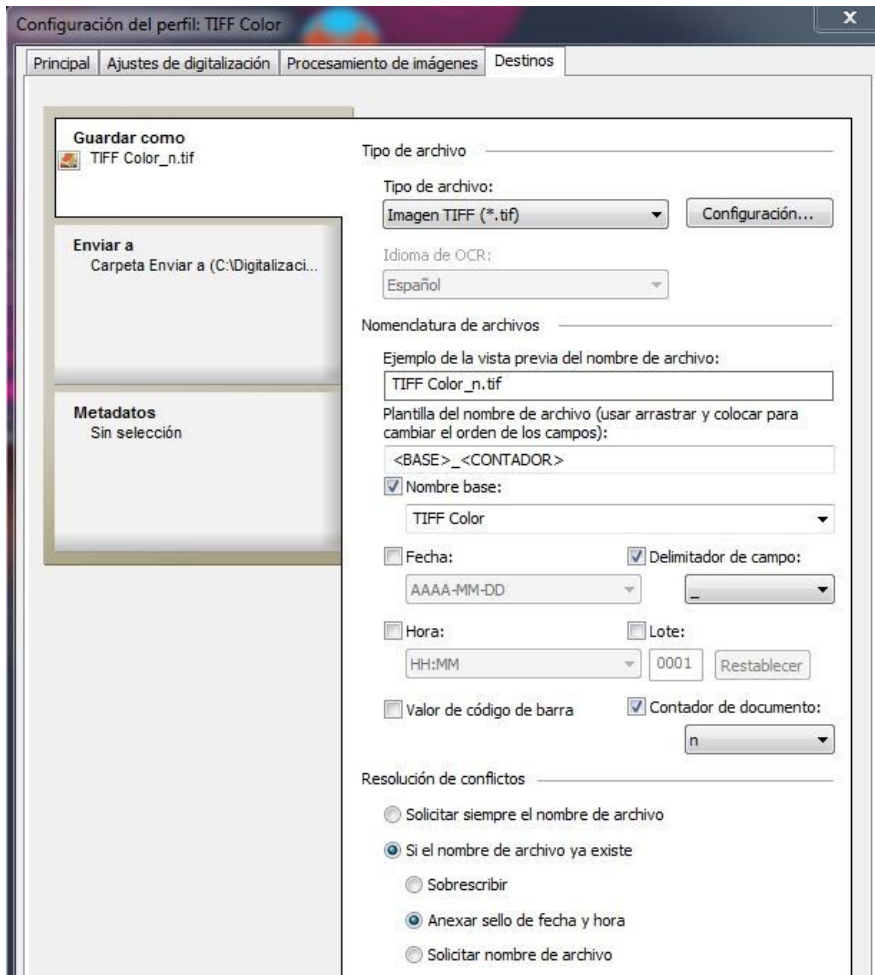 Configuración del perfil: TIFF Color
X
Principal
Ajustes de digitalización
Procesamiento de imágenes
Destinos
Guardar como
TIFF Color_n.tif
Enviar a
Carpeta Enviar a (C:\Digitalizaci...
Metadatos
Sin selección
Tipo de archivo
Tipo de archivo:
Imagen TIFF (*.tif)
Configuración...
Idioma de OCR:
Español
Nomenclatura de archivos
Ejemplo de la vista previa del nombre de archivo:
TIFF Color_n.tif
Plantilla del nombre de archivo (usar arrastrar y colocar para
cambiar el orden de los campos):
<BASE>_<CONTADOR>
Nombre base:
TIFF Color
Fecha:
Delimitador de campo:
AAAA-MM-DD
_
Hora:
Lote:
HH:MM
0001
Restablecer
Valor de código de barra
Contador de documento:
n
Resolución de conflictos
Solicitar siempre el nombre de archivo
Si el nombre de archivo ya existe
Sobrescribir
Anexar sello de fecha y hora
Solicitar nombre de archivo